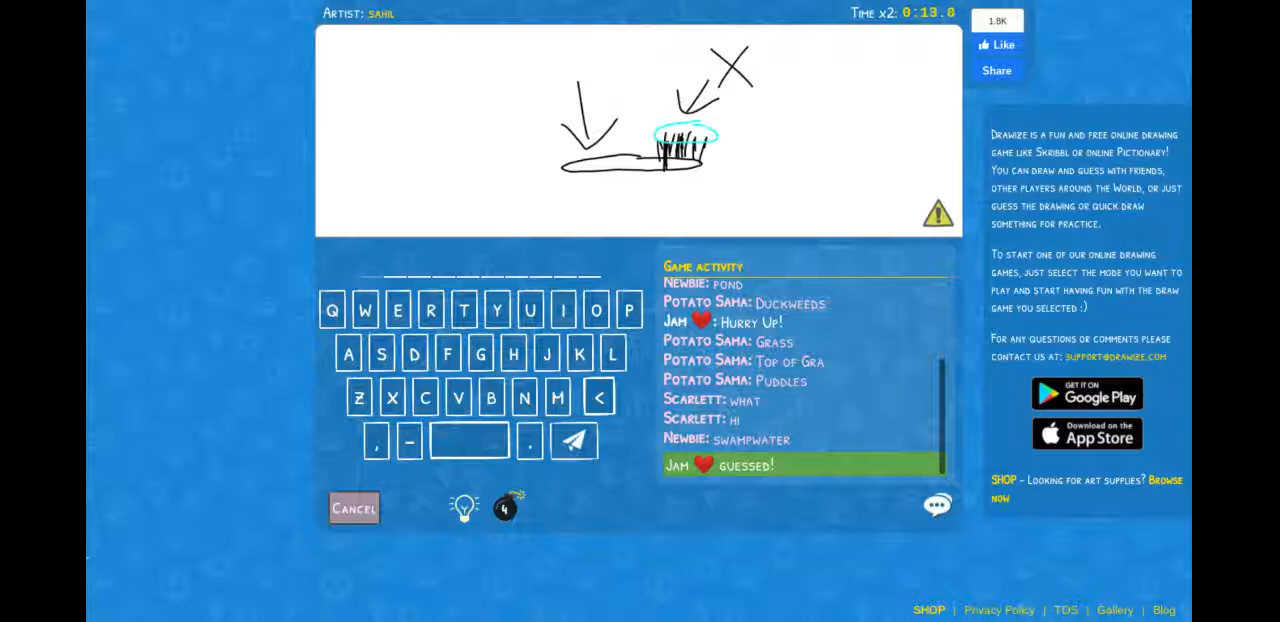 Artist: sahil
Time x2: 0:13.0
1.8K
Like
Share
Drawize is a fun and free online drawing
game like Skribbl or online Pictionary!
You can draw and guess with friends,
other players around the World, or just
guess the drawing or quick draw
something for practice.
To start one of our online drawing
games, just select the mode you want to
play and start having fun with the draw
game you selected :)
For any questions or comments please
contact us at: support@drawize.com
GET IT ON
Google Play
Download on the
App Store
SHOP - Looking for art supplies? Browse
now
Game activity
Newbie: pond
Potato Sama: Duckweeds
Jam ❤: Hurry Up!
Potato Sama: Grass
Potato Sama: Top of Gra
Potato Sama: Puddles
Scarlett: what
Scarlett: hi
Newbie: swampwater
Jam ❤ guessed!
Q W E R T Y U I O P
A S D F G H J K L
Z X C V B N M <
, - .
Cancel
Y
4
SHOP | Privacy Policy | TOS | Gallery | Blog